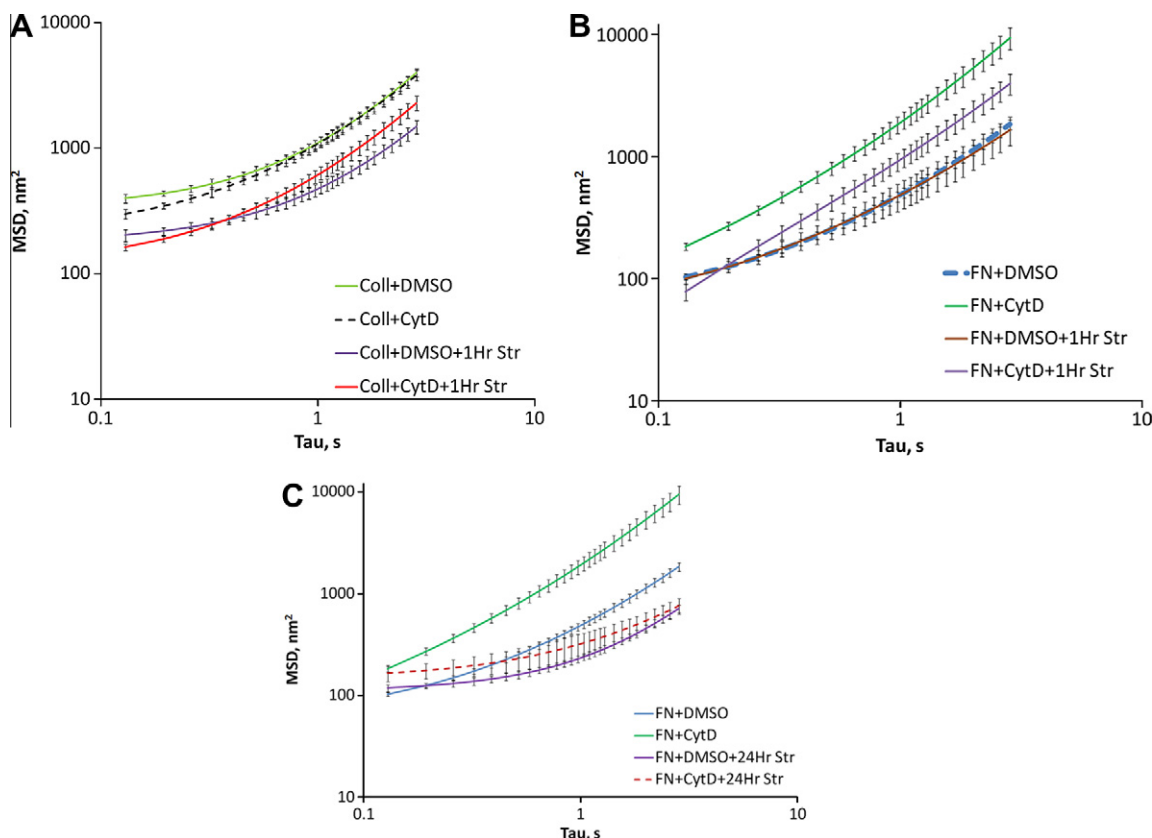 A
10000
1000
100
10
MSD, nm²
0.1
1
10
Tau, s
Coll+DMSO
Coll+CytD
Coll+DMSO+1Hr Str
Coll+CytD+1Hr Str
B
10000
1000
100
10
MSD, nm²
0.1
1
10
Tau, s
FN+DMSO
FN+CytD
FN+DMSO+1Hr Str
FN+CytD+1Hr Str
C
10000
1000
100
10
MSD, nm²
0.1
1
10
Tau, s
FN+DMSO
FN+CytD
FN+DMSO+24Hr Str
FN+CytD+24Hr Str